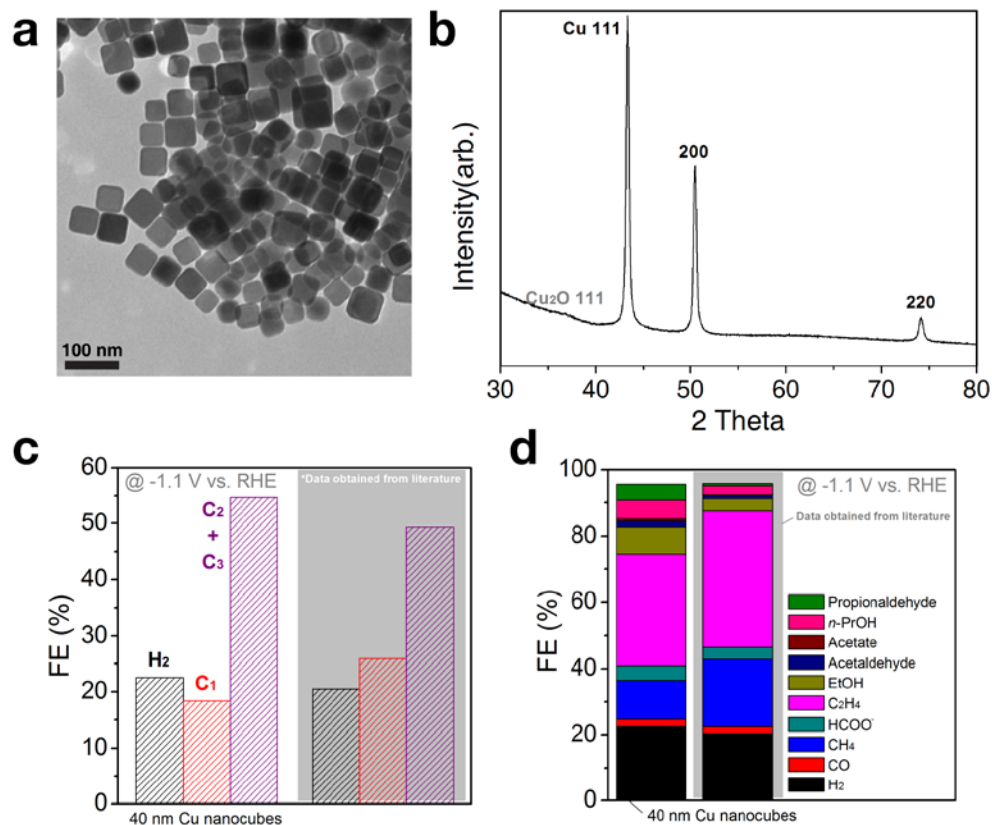 a
100 nm
b
Intensity(arb.)
Cu 111
200
220
Cu₂O 111
30 40 50 60 70 80
2 Theta
c
FE (%)
60
50
40
30
20
10
0
@ -1.1 V vs. RHE
*Data obtained from literature
C₂
+
C₃
H₂
C₁
40 nm Cu nanocubes
d
FE (%)
100
80
60
40
20
0
@ -1.1 V vs. RHE
Data obtained from literature
Propionaldehyde
n-PrOH
Acetate
Acetaldehyde
EtOH
C₂H₄
HCOO⁻
CH₄
CO
H₂
40 nm Cu nanocubes